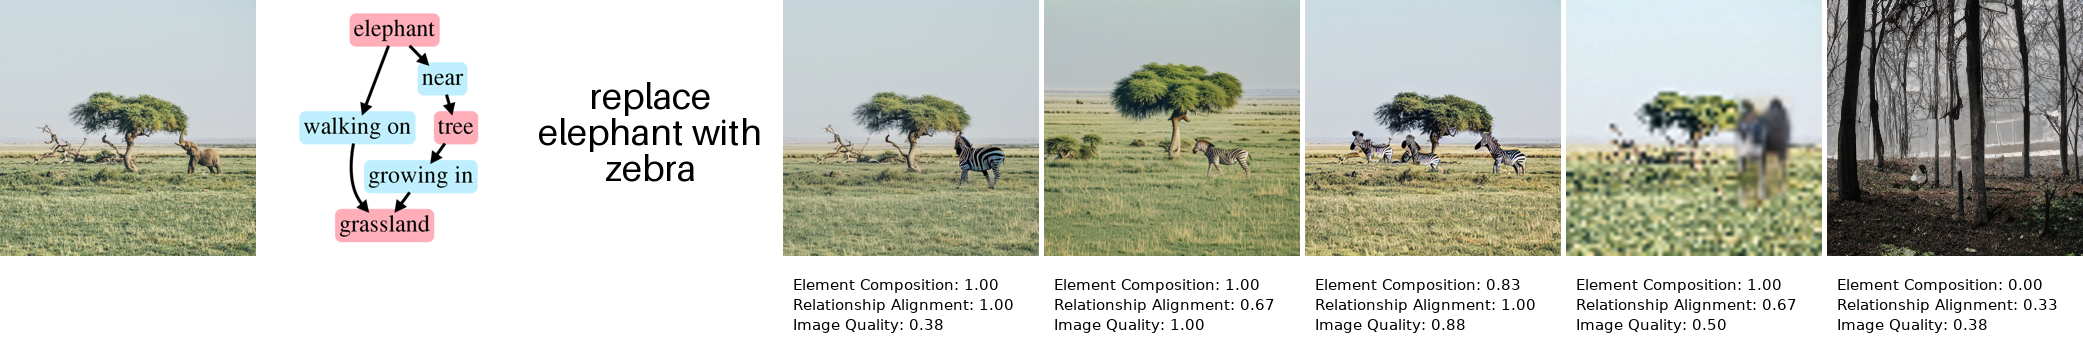 elephant
near
walking on
tree
growing in
grassland
replace
elephant with
zebra
Element Composition: 1.00
Relationship Alignment: 1.00
Image Quality: 0.38
Element Composition: 1.00
Relationship Alignment: 0.67
Image Quality: 1.00
Element Composition: 0.83
Relationship Alignment: 1.00
Image Quality: 0.88
Element Composition: 1.00
Relationship Alignment: 0.67
Image Quality: 0.50
Element Composition: 0.00
Relationship Alignment: 0.33
Image Quality: 0.38